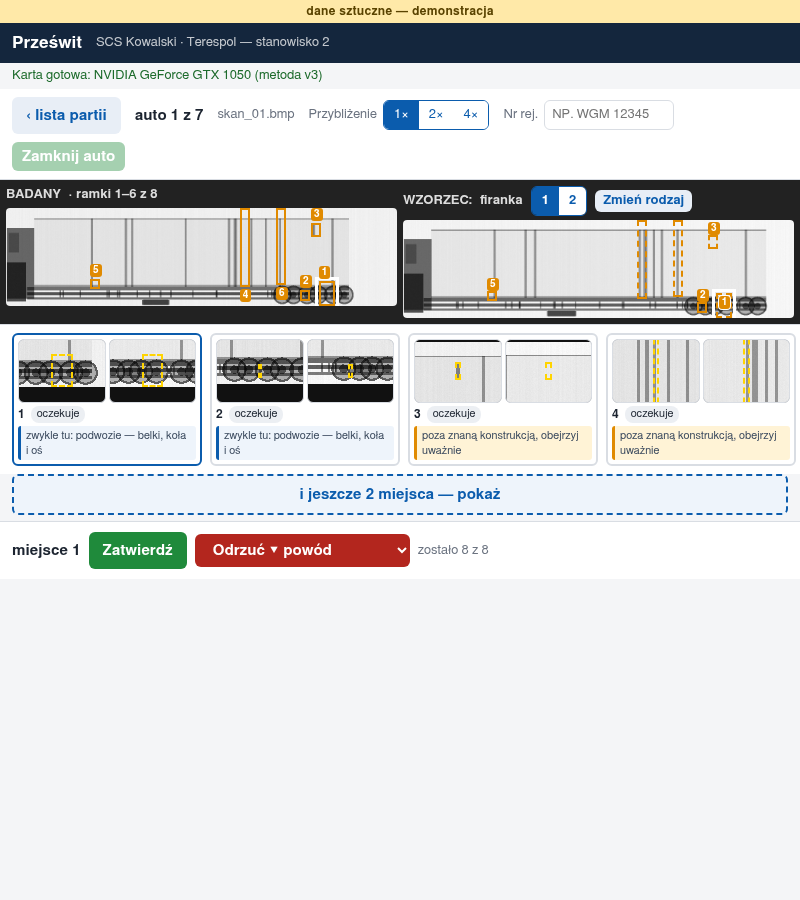 dane sztuczne — demonstracja
Prześwit SCS Kowalski · Terespol — stanowisko 2
Karta gotowa: NVIDIA GeForce GTX 1050 (metoda v3)
‹ lista partii auto 1 z 7 skan_01.bmp Przybliżenie 1× 2× 4× Nr rej. NP. WGM 12345
Zamknij auto
BADANY · ramki 1–6 z 8
WZORZEC: firanka 1 2 Zmień rodzaj
3
5
1
2
4
6
3
5
2
1
1 oczekuje
zwykle tu: podwozie — belki, koła
i oś
2 oczekuje
zwykle tu: podwozie — belki, koła
i oś
3 oczekuje
poza znaną konstrukcją, obejrzyj
uważnie
4 oczekuje
poza znaną konstrukcją, obejrzyj
uważnie
i jeszcze 2 miejsca — pokaż
miejsce 1 Zatwierdź Odrzuć ▾ powód zostało 8 z 8